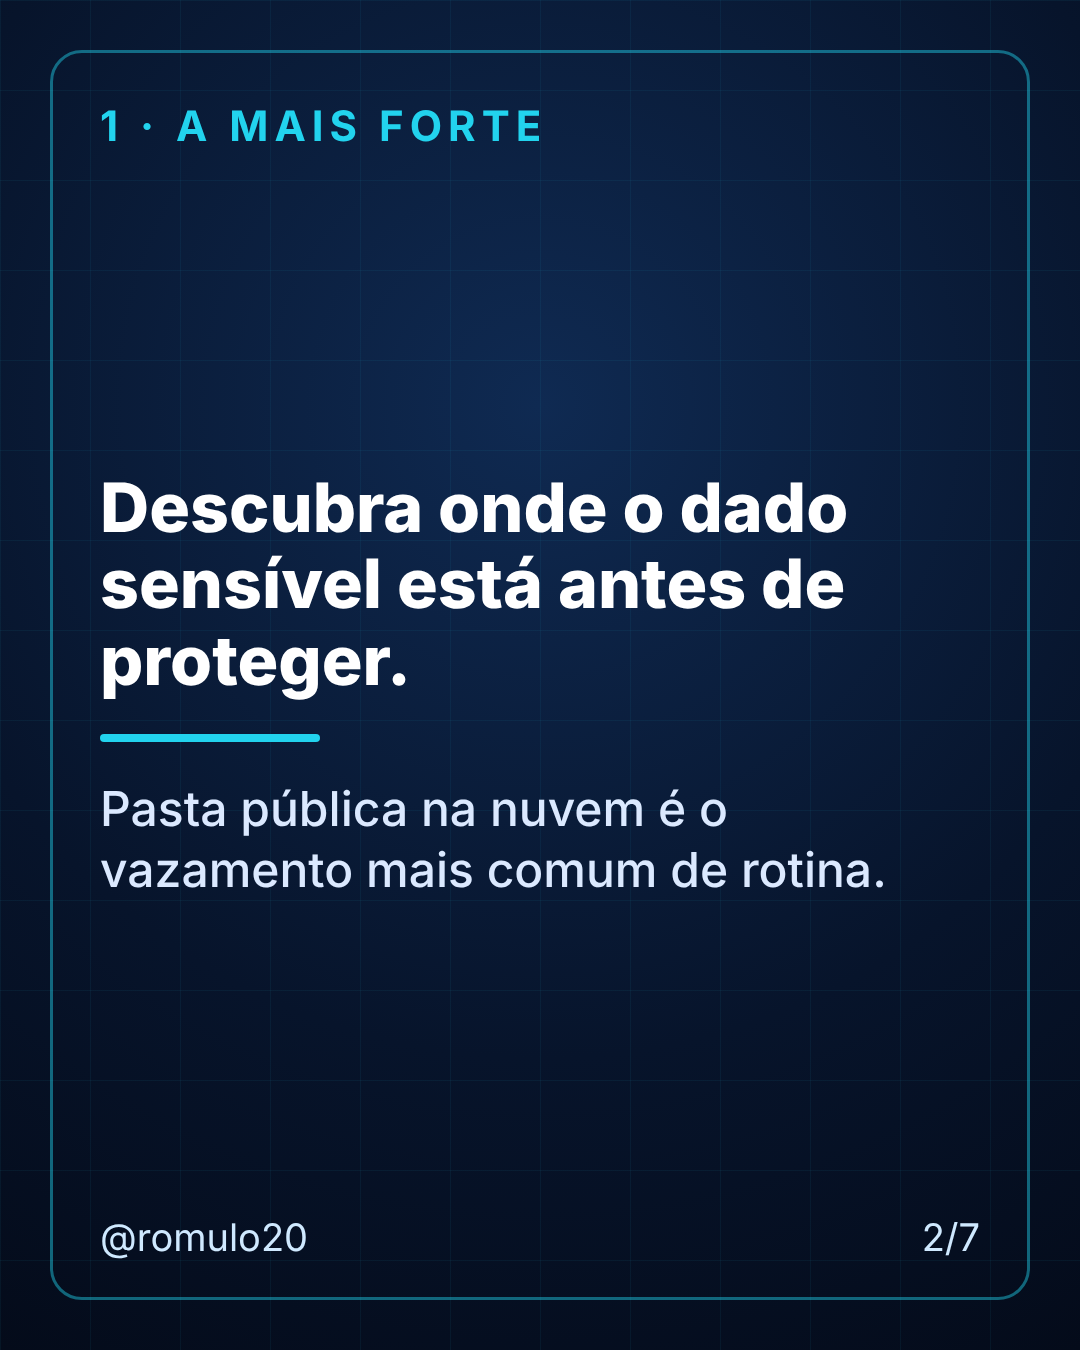 1 · A MAIS FORTE
Descubra onde o dado
sensível está antes de
proteger.
Pasta pública na nuvem é o
vazamento mais comum de rotina.
@romulo20
2/7